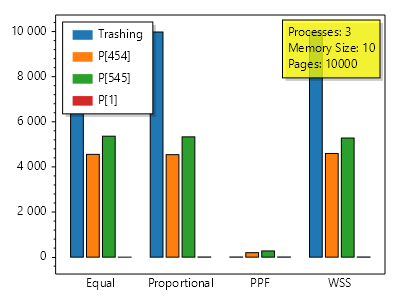 10 000
8 000
6 000
4 000
2 000
0
Trashing
P[454]
P[545]
P[1]
Processes: 3
Memory Size: 10
Pages: 10000
Equal
Proportional
PPF
WSS